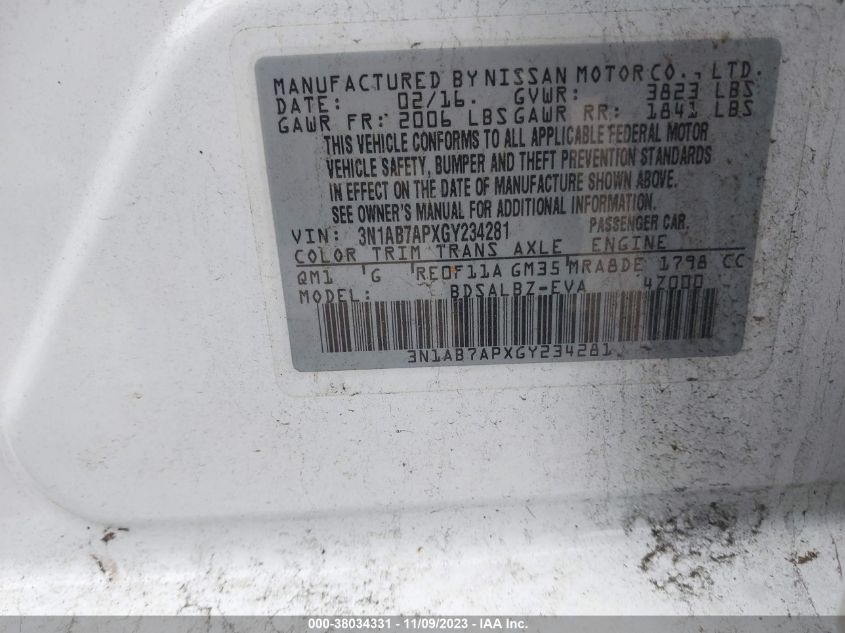 MANUFACTURED BY NISSAN MOTOR CO., LTD.
DATE: 02/16. GVWR: 3823 LBS
GAWR FR: 2006 LBS GAWR RR: 1841 LBS
THIS VEHICLE CONFORMS TO ALL APPLICABLE FEDERAL MOTOR
VEHICLE SAFETY, BUMPER AND THEFT PREVENTION STANDARDS
IN EFFECT ON THE DATE OF MANUFACTURE SHOWN ABOVE.
SEE OWNER'S MANUAL FOR ADDITIONAL INFORMATION.
VIN: 3N1AB7APXGY234281 PASSENGER CAR.
COLOR TRIM TRANS AXLE ENGINE
QM1 G RE0F11A GM35 MRA8DE 1798 CC
MODEL: BDSALBZ-EVA 4Z000
3N1AB7APXGY234281
000-38034331 - 11/09/2023 - IAA Inc.